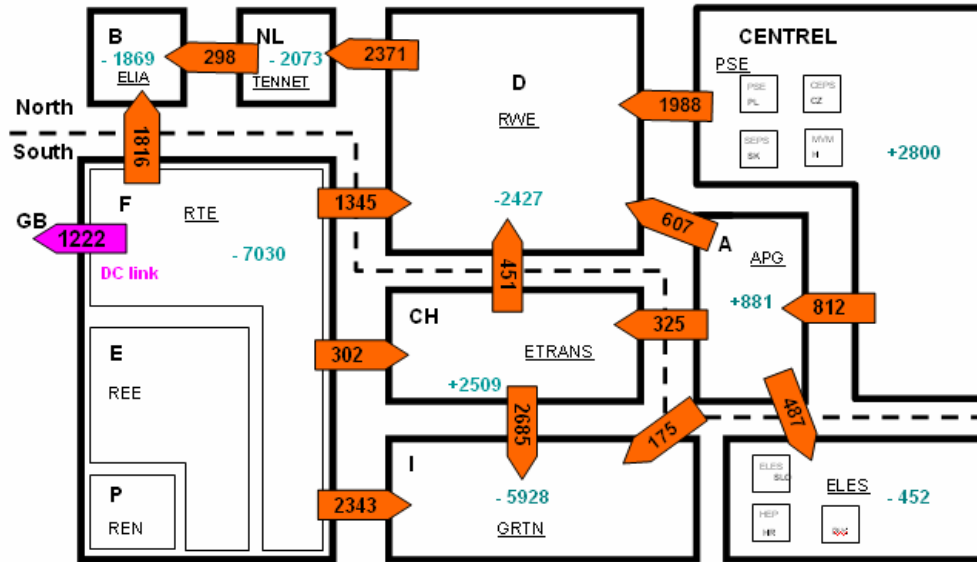 B
- 1869
ELIA
298
NL
- 2073
TENNET
2371
D
RWE
-2427
1988
CENTREL
PSE
PSE
PL
CEPS
CZ
SEPS
SK
MVM
H
+2800
North
South
1816
F
RTE
- 7030
GB
1222
DC link
1345
607
A
APG
+881
812
451
CH
ETRANS
+2509
325
302
E
REE
2685
175
487
P
REN
2343
I
- 5928
GRTN
ELES
SLO
ELES
- 452
HEP
HR